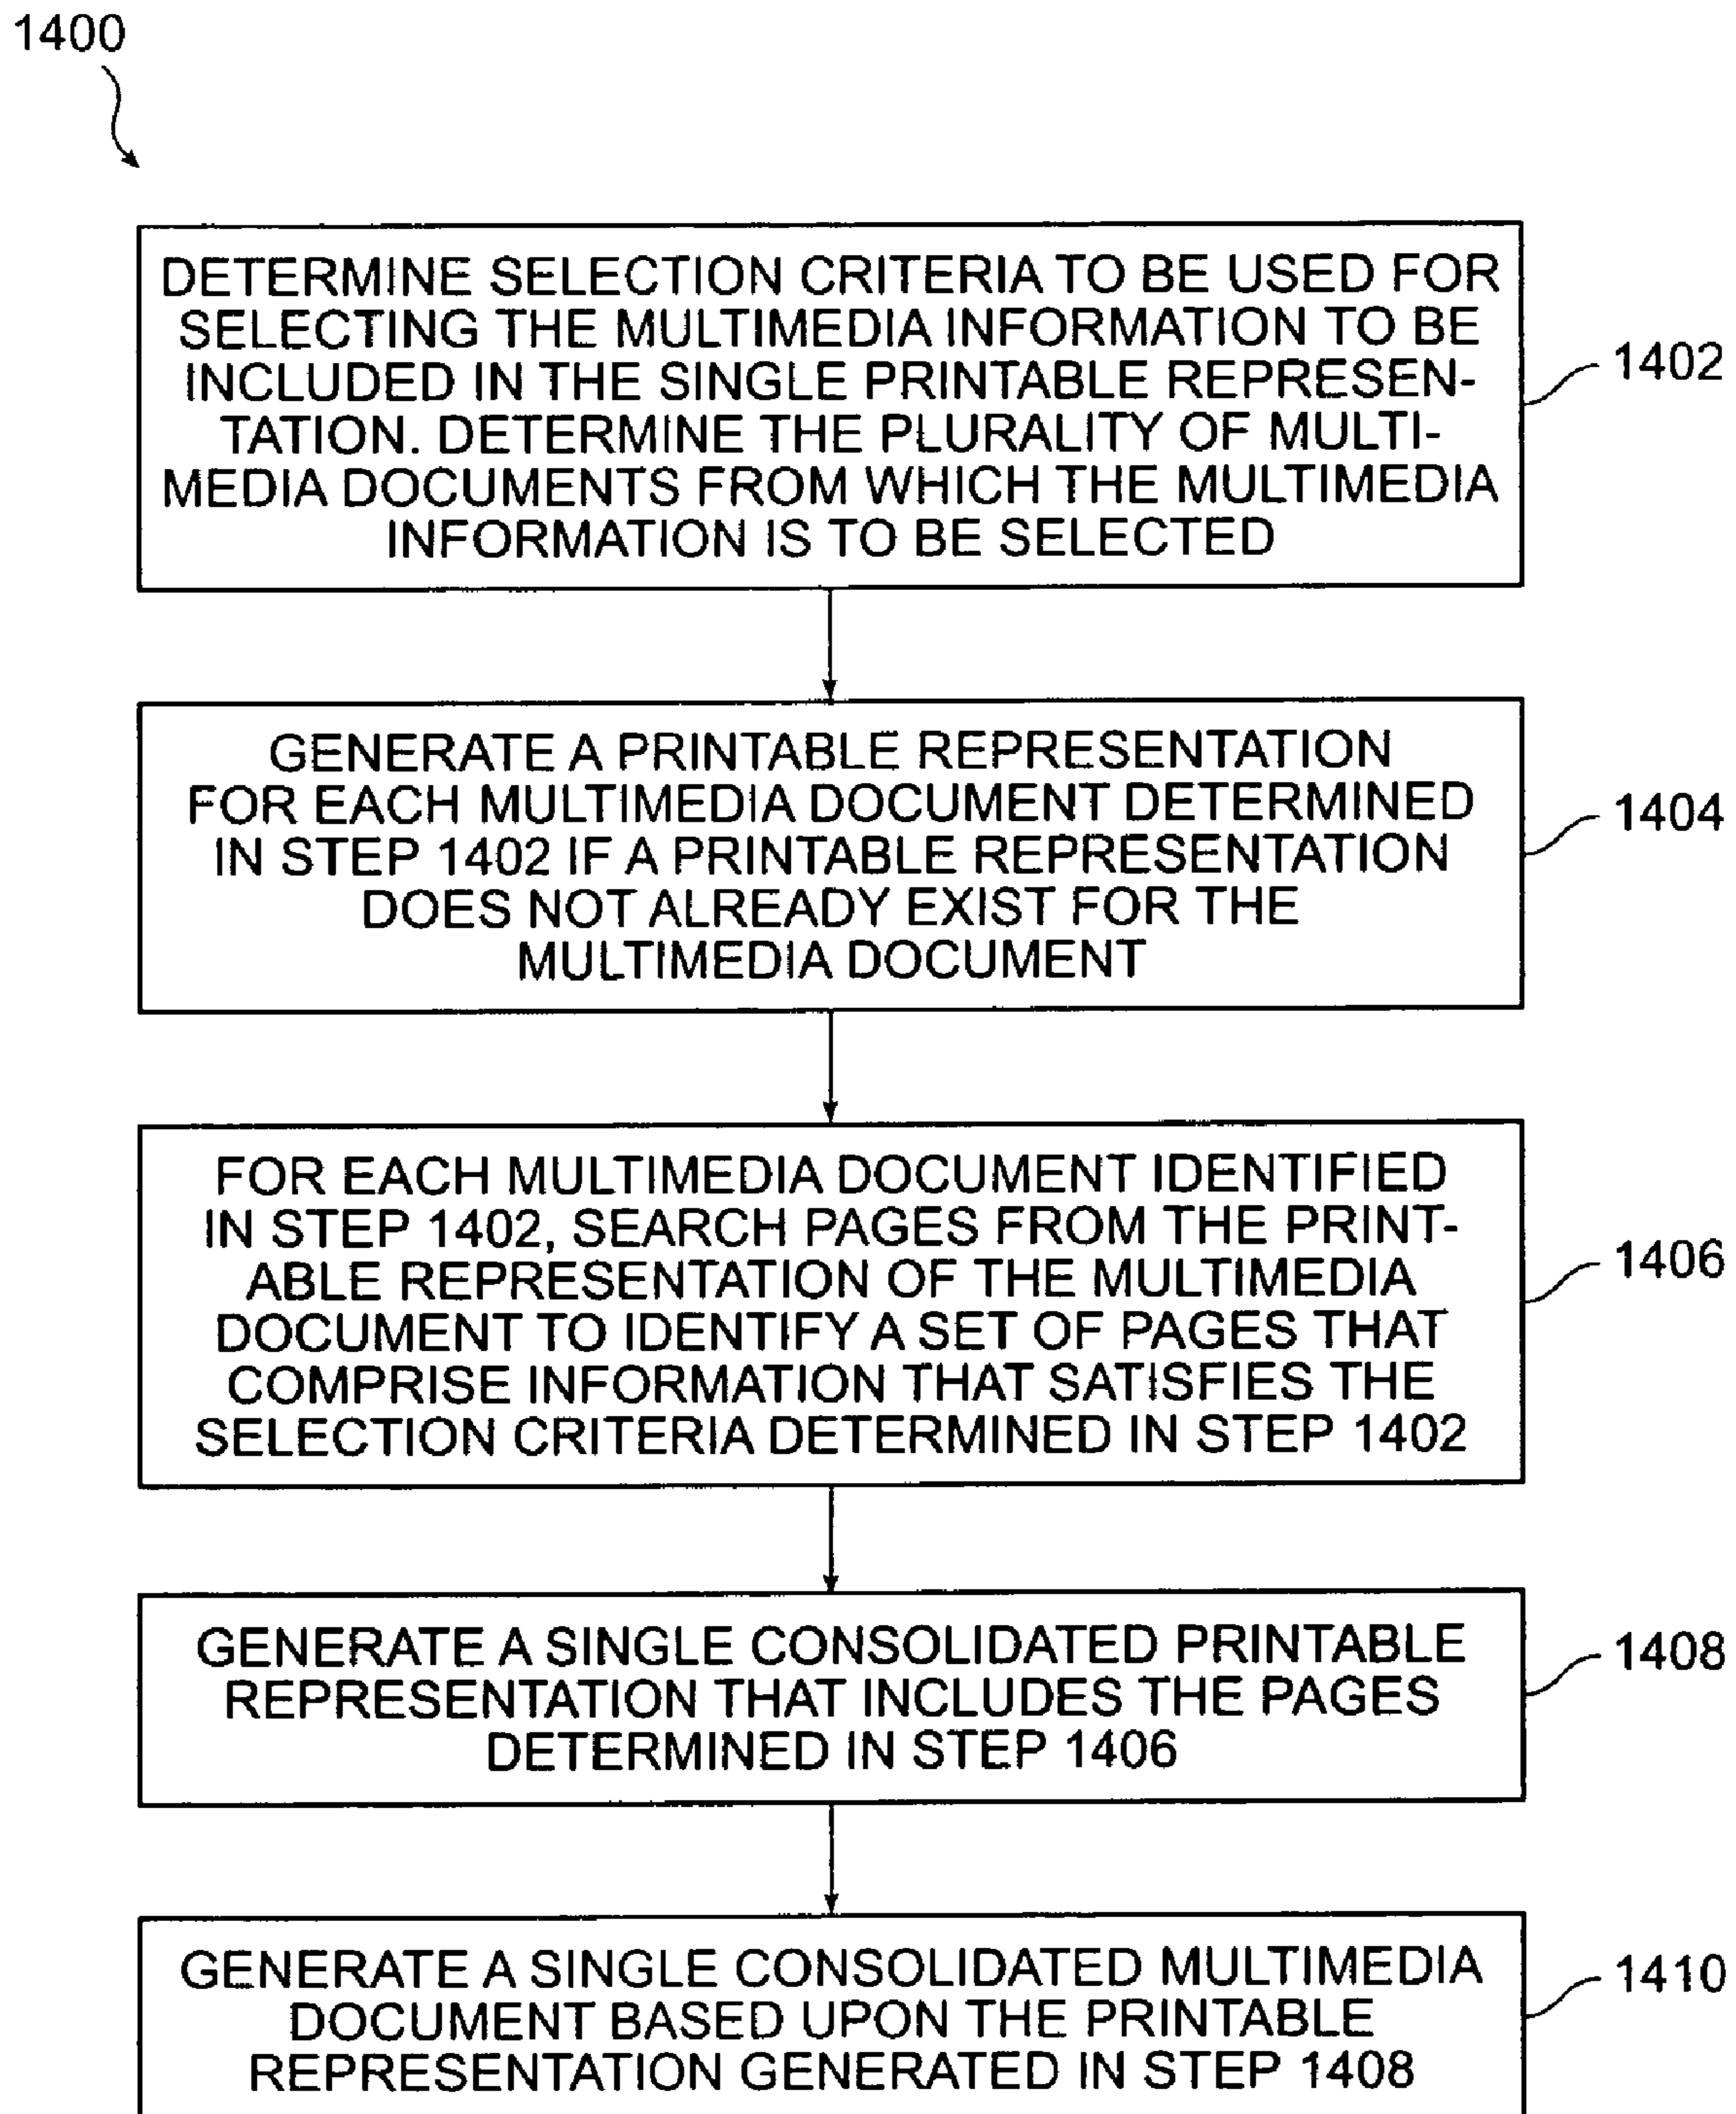 1400
DETERMINE SELECTION CRITERIA TO BE USED FOR
SELECTING THE MULTIMEDIA INFORMATION TO BE
INCLUDED IN THE SINGLE PRINTABLE REPRESEN-
TATION. DETERMINE THE PLURALITY OF MULTI-
MEDIA DOCUMENTS FROM WHICH THE MULTIMEDIA
INFORMATION IS TO BE SELECTED
1402
GENERATE A PRINTABLE REPRESENTATION
FOR EACH MULTIMEDIA DOCUMENT DETERMINED
IN STEP 1402 IF A PRINTABLE REPRESENTATION
DOES NOT ALREADY EXIST FOR THE
MULTIMEDIA DOCUMENT
1404
FOR EACH MULTIMEDIA DOCUMENT IDENTIFIED
IN STEP 1402, SEARCH PAGES FROM THE PRINT-
ABLE REPRESENTATION OF THE MULTIMEDIA
DOCUMENT TO IDENTIFY A SET OF PAGES THAT
COMPRISE INFORMATION THAT SATISFIES THE
SELECTION CRITERIA DETERMINED IN STEP 1402
1406
GENERATE A SINGLE CONSOLIDATED PRINTABLE
REPRESENTATION THAT INCLUDES THE PAGES
DETERMINED IN STEP 1406
1408
GENERATE A SINGLE CONSOLIDATED MULTIMEDIA
DOCUMENT BASED UPON THE PRINTABLE
REPRESENTATION GENERATED IN STEP 1408
1410